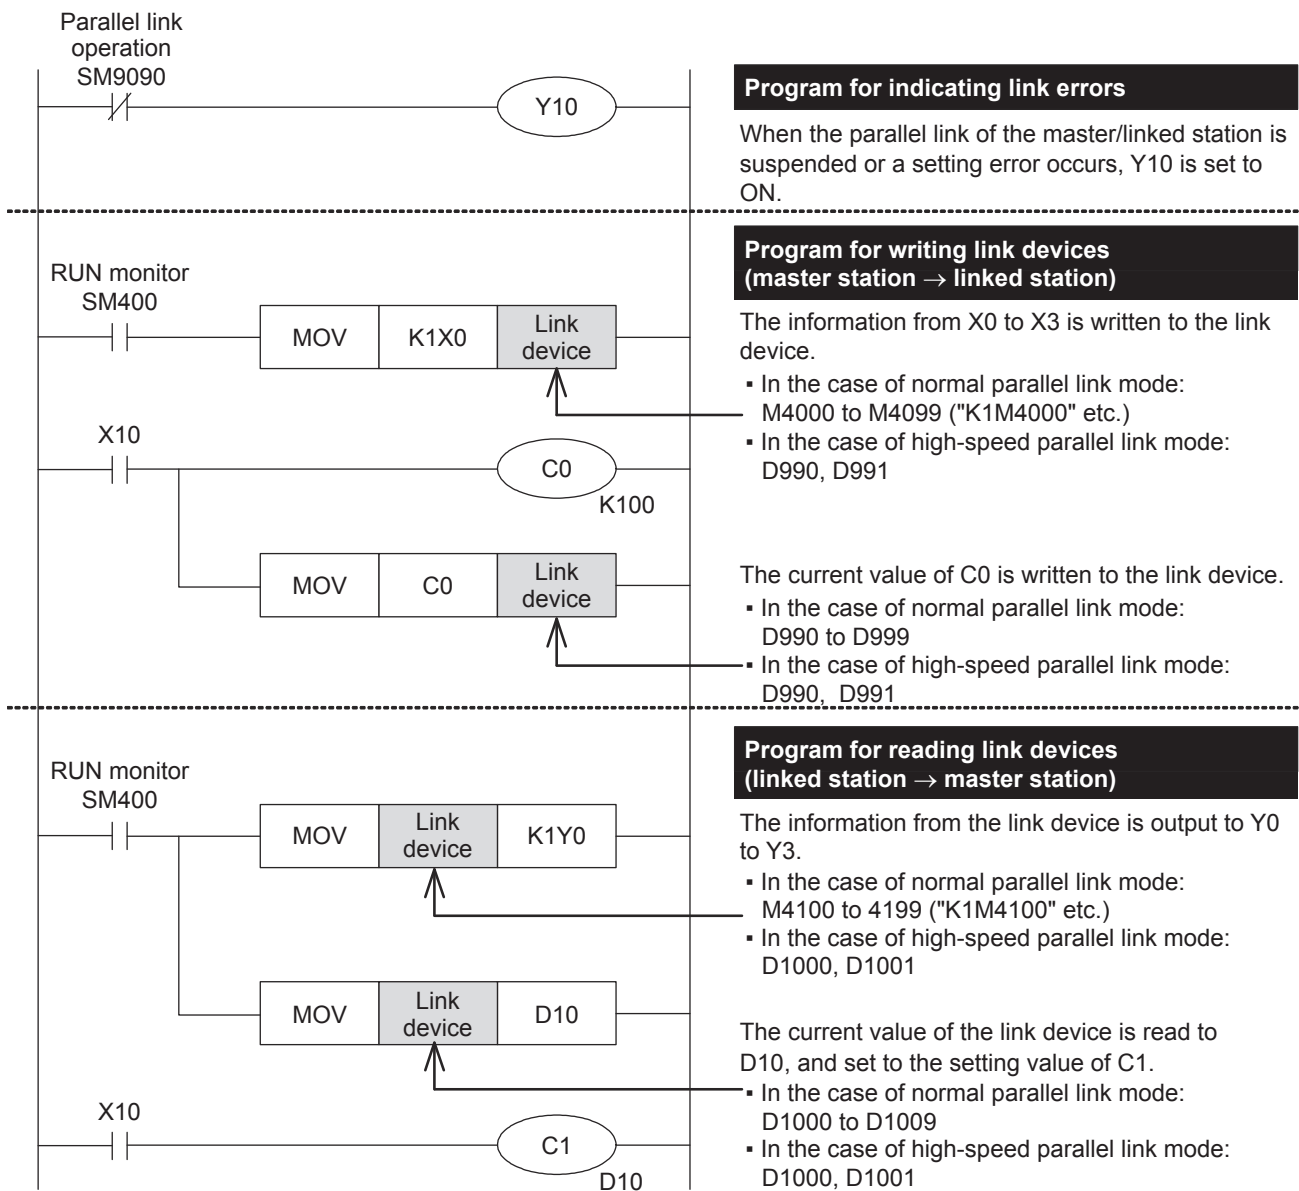 Parallel link
operation
SM9090
Y10
Program for indicating link errors
When the parallel link of the master/linked station is
suspended or a setting error occurs, Y10 is set to
ON.
RUN monitor
SM400
MOV
K1X0
Link
device
Program for writing link devices
(master station → linked station)
The information from X0 to X3 is written to the link
device.
▪ In the case of normal parallel link mode:
M4000 to M4099 ("K1M4000" etc.)
▪ In the case of high-speed parallel link mode:
D990, D991
X10
C0
K100
MOV
C0
Link
device
The current value of C0 is written to the link device.
▪ In the case of normal parallel link mode:
D990 to D999
▪ In the case of high-speed parallel link mode:
D990, D991
RUN monitor
SM400
MOV
Link
device
K1Y0
Program for reading link devices
(linked station → master station)
The information from the link device is output to Y0
to Y3.
▪ In the case of normal parallel link mode:
M4100 to 4199 ("K1M4100" etc.)
▪ In the case of high-speed parallel link mode:
D1000, D1001
MOV
Link
device
D10
The current value of the link device is read to
D10, and set to the setting value of C1.
▪ In the case of normal parallel link mode:
D1000 to D1009
▪ In the case of high-speed parallel link mode:
D1000, D1001
X10
C1
D10